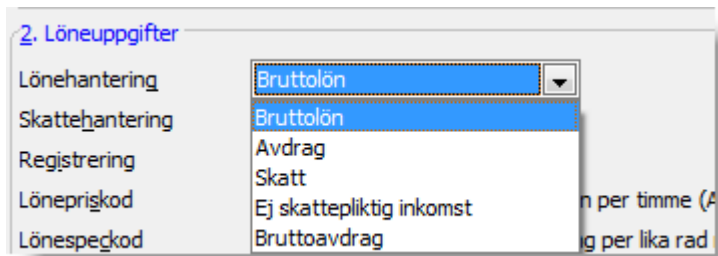 2. Löneuppgifter
Lönehantering Bruttolön
Skattehantering Bruttolön
Avdrag
Registrering
Skatt
Lönepriskod Ej skattepliktig inkomst n per timme (A
Lönespeckod Bruttoavdrag g per lika rad